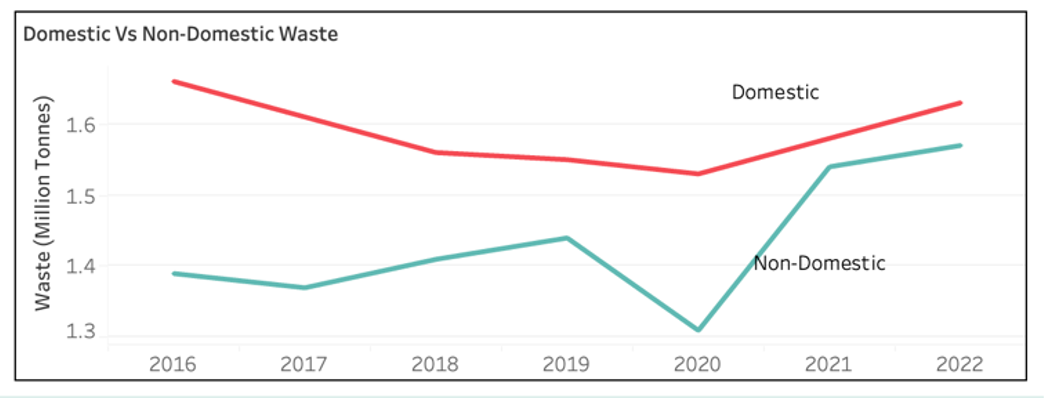 Domestic Vs Non-Domestic Waste
Domestic
Non-Domestic
Waste (Million Tonnes)
1.6
1.5
1.4
1.3
2016 2017 2018 2019 2020 2021 2022